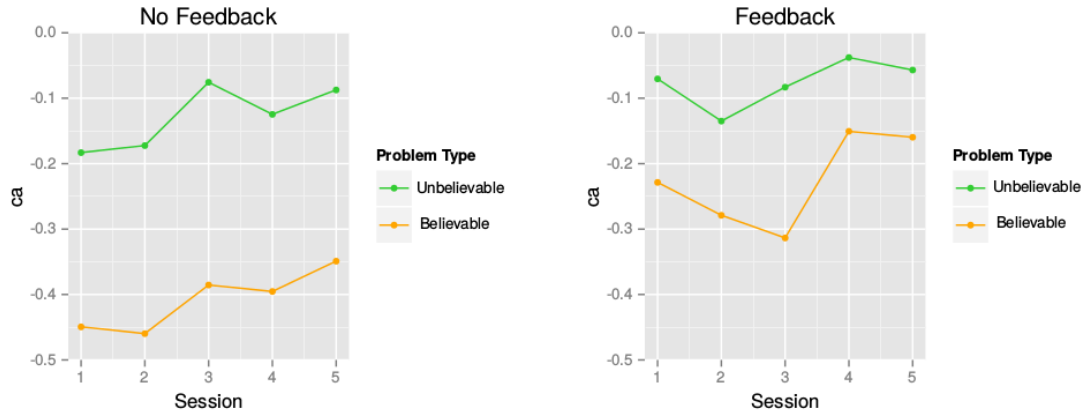 No Feedback
0.0
-0.1
-0.2
-0.3
-0.4
-0.5
ca
1 2 3 4 5
Session
Problem Type
Unbelievable
Believable
Feedback
0.0
-0.1
-0.2
-0.3
-0.4
-0.5
ca
1 2 3 4 5
Session
Problem Type
Unbelievable
Believable